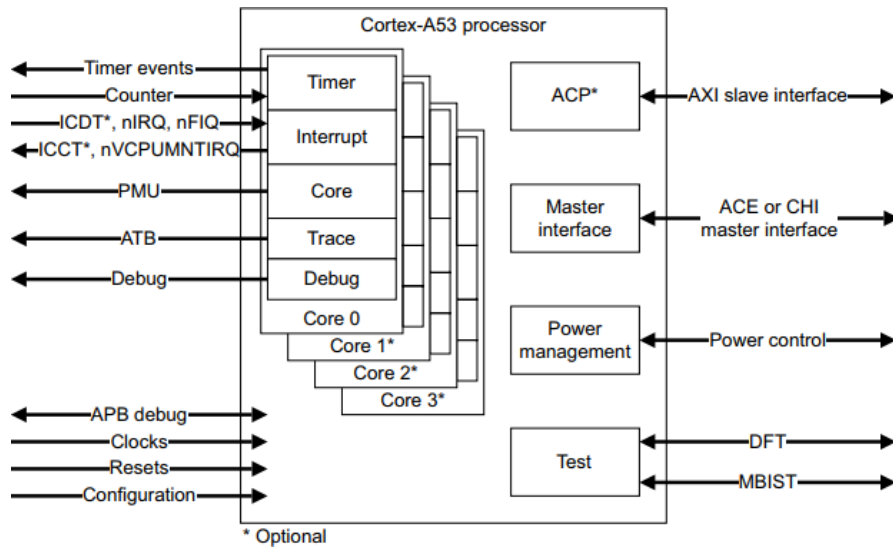 Cortex-A53 processor
Timer events
Counter
ICDT*, nIRQ, nFIQ
ICCT*, nVCPUMNTIRQ
PMU
ATB
Debug
Timer
Interrupt
Core
Trace
Debug
Core 0
Core 1*
Core 2*
Core 3*
APB debug
Clocks
Resets
Configuration
ACP*
AXI slave interface
Master
interface
ACE or CHI
master interface
Power
management
Power control
Test
DFT
MBIST
* Optional